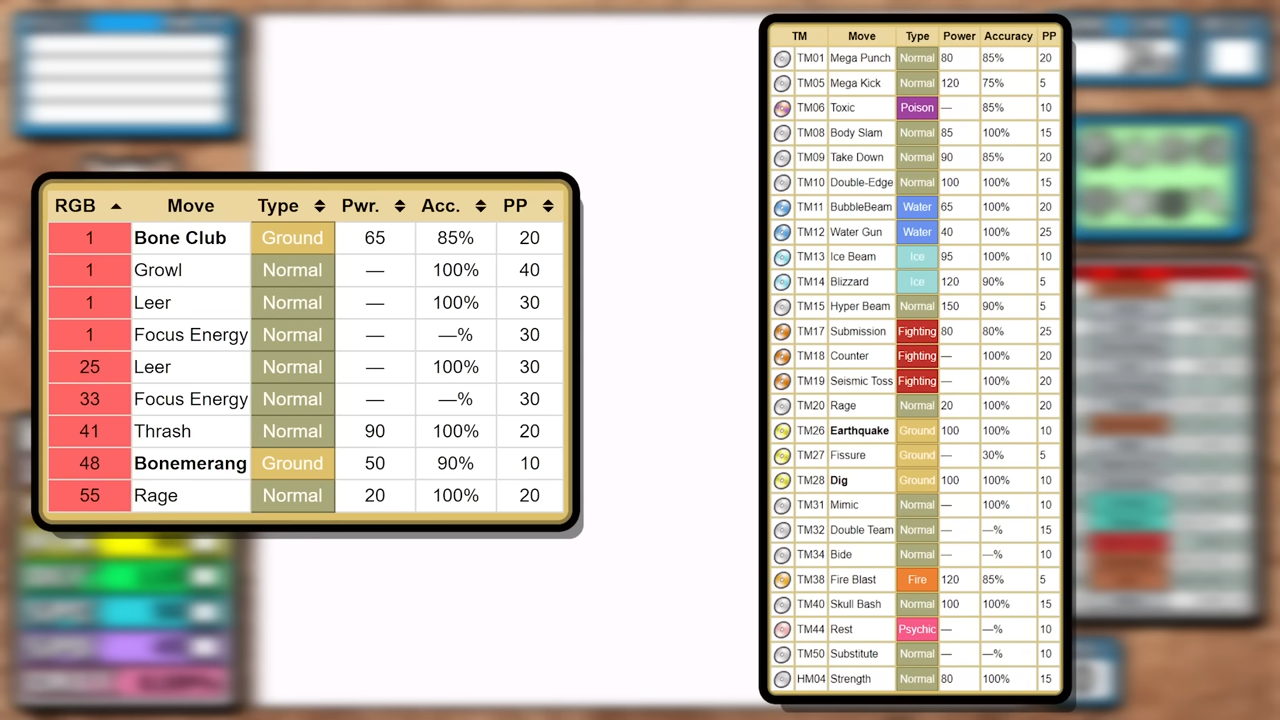 RGB Move Type Pwr. Acc. PP
1 Bone Club Ground 65 85% 20
1 Growl Normal — 100% 40
1 Leer Normal — 100% 30
1 Focus Energy Normal — —% 30
25 Leer Normal — 100% 30
33 Focus Energy Normal — —% 30
41 Thrash Normal 90 100% 20
48 Bonemerang Ground 50 90% 10
55 Rage Normal 20 100% 20
TM Move Type Power Accuracy PP
TM01 Mega Punch Normal 80 85% 20
TM05 Mega Kick Normal 120 75% 5
TM06 Toxic Poison — 85% 10
TM08 Body Slam Normal 85 100% 15
TM09 Take Down Normal 90 85% 20
TM10 Double-Edge Normal 100 100% 15
TM11 BubbleBeam Water 65 100% 20
TM12 Water Gun Water 40 100% 25
TM13 Ice Beam Ice 95 100% 10
TM14 Blizzard Ice 120 90% 5
TM15 Hyper Beam Normal 150 90% 5
TM17 Submission Fighting 80 80% 25
TM18 Counter Fighting — 100% 20
TM19 Seismic Toss Fighting — 100% 20
TM20 Rage Normal 20 100% 20
TM26 Earthquake Ground 100 100% 10
TM27 Fissure Ground — 30% 5
TM28 Dig Ground 100 100% 10
TM31 Mimic Normal — 100% 10
TM32 Double Team Normal — —% 15
TM34 Bide Normal — —% 10
TM38 Fire Blast Fire 120 85% 5
TM40 Skull Bash Normal 100 100% 15
TM44 Rest Psychic — —% 10
TM50 Substitute Normal — —% 10
HM04 Strength Normal 80 100% 15